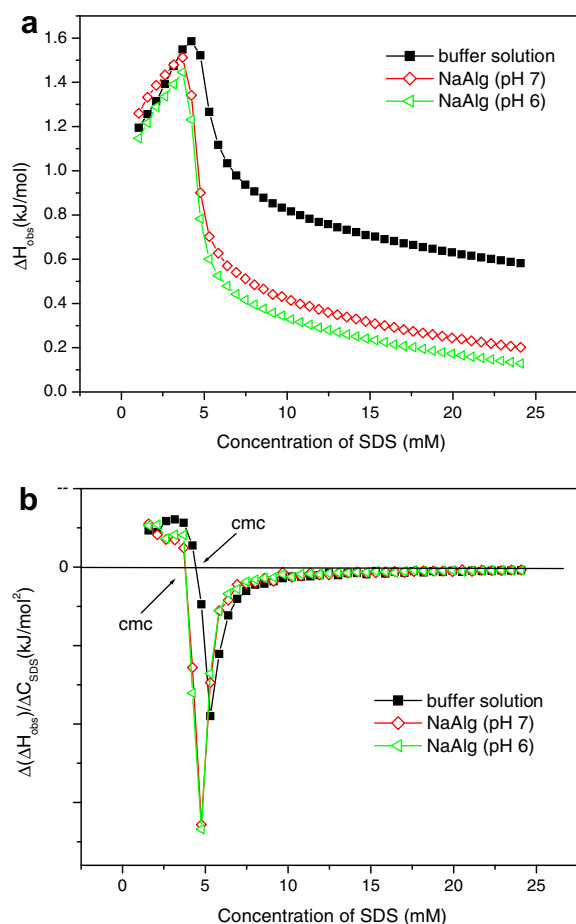 a
1.6
1.4
1.2
1.0
0.8
0.6
0.4
0.2
0.0
ΔH_obs(kJ/mol)
buffer solution
NaAlg (pH 7)
NaAlg (pH 6)
0 5 10 15 20 25
Concentration of SDS (mM)
b
--
0
Δ(ΔH_obs)/ΔC_SDS(kJ/mol²)
cmc
cmc
buffer solution
NaAlg (pH 7)
NaAlg (pH 6)
0 5 10 15 20 25
Concentration of SDS (mM)